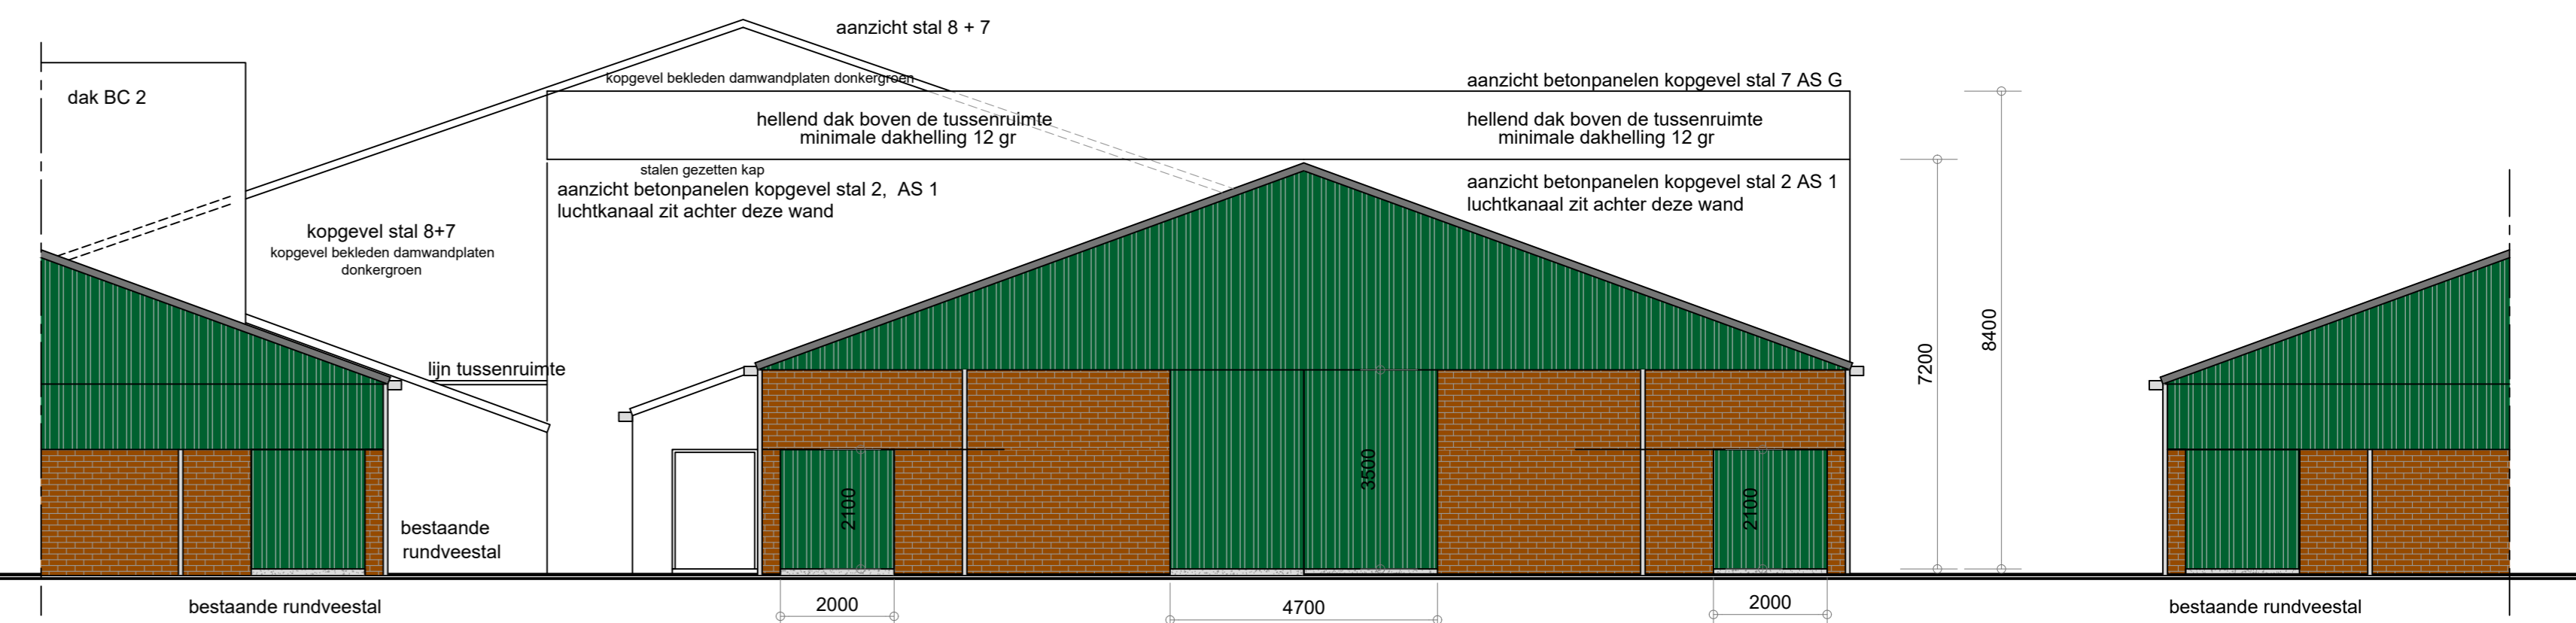 aanzicht stal 8 + 7
kopgevel bekleden damwandplaten donkergroen
aanzicht betonpanelen kopgevel stal 7 AS G
dak BC 2
hellend dak boven de tussenruimte
minimale dakhelling 12 gr
hellend dak boven de tussenruimte
minimale dakhelling 12 gr
stalen gezetten kap
aanzicht betonpanelen kopgevel stal 2, AS 1
luchtkanaal zit achter deze wand
aanzicht betonpanelen kopgevel stal 2 AS 1
luchtkanaal zit achter deze wand
kopgevel stal 8+7
kopgevel bekleden damwandplaten
donkergroen
lijn tussenruimte
7200
8400
3500
2100
2100
bestaande
rundveestal
bestaande rundveestal
2000
4700
2000
bestaande rundveestal